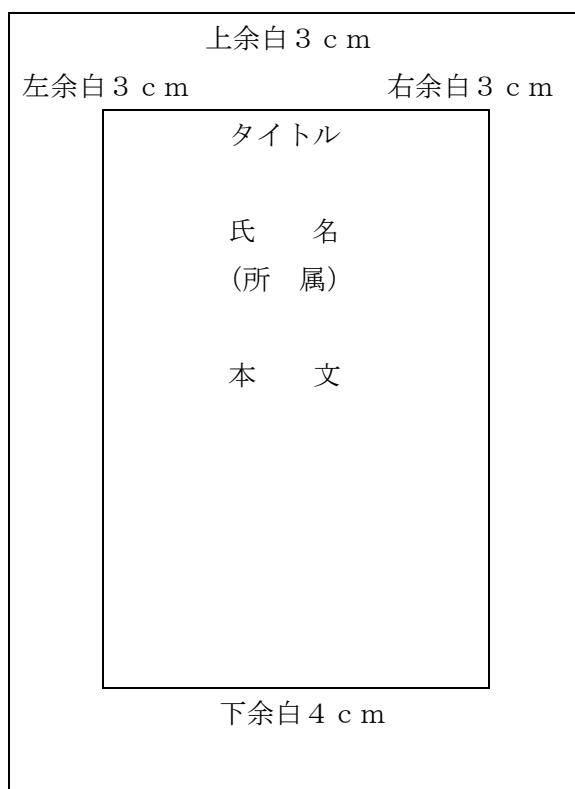 上余白３ｃｍ
左余白３ｃｍ　右余白３ｃｍ
タイトル
氏　名
(所　属)
本　文
下余白４ｃｍ